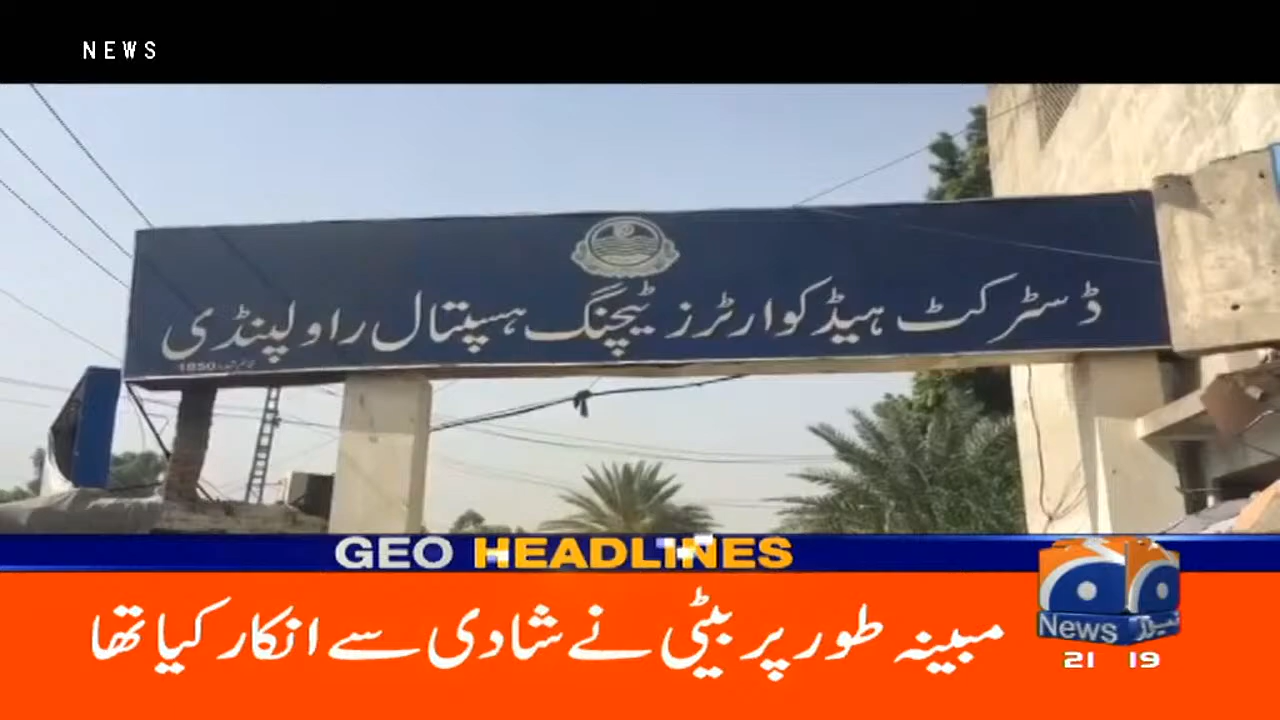 NEWS
ڈسٹرکٹ ہیڈکوارٹرز ٹیچنگ ہسپتال راولپنڈی
1850
GEO HEADLINES
مبینہ طور پر بیٹی نے شادی سے انکار کیا تھا
News نیوز
21 19